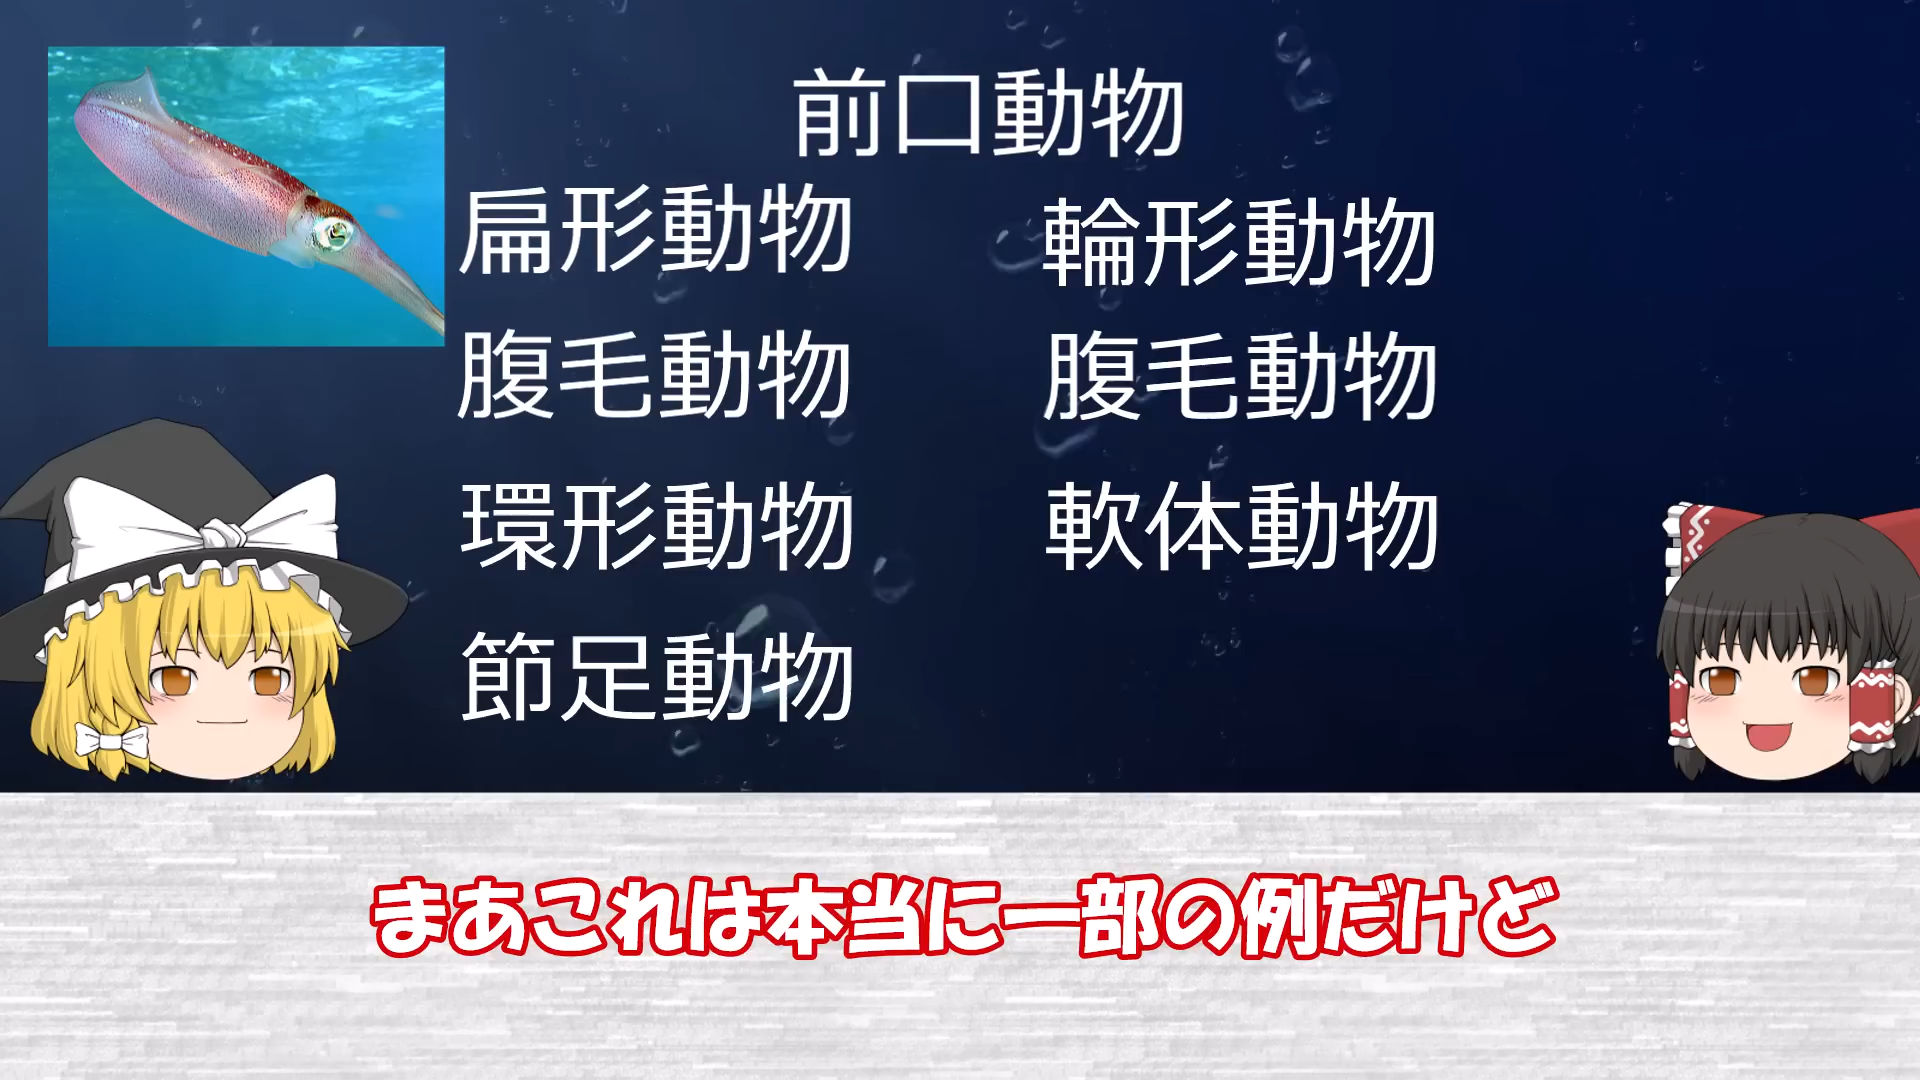 前口動物
扁形動物
輪形動物
腹毛動物
腹毛動物
環形動物
軟体動物
節足動物
まあこれは本当に一部の例だけど